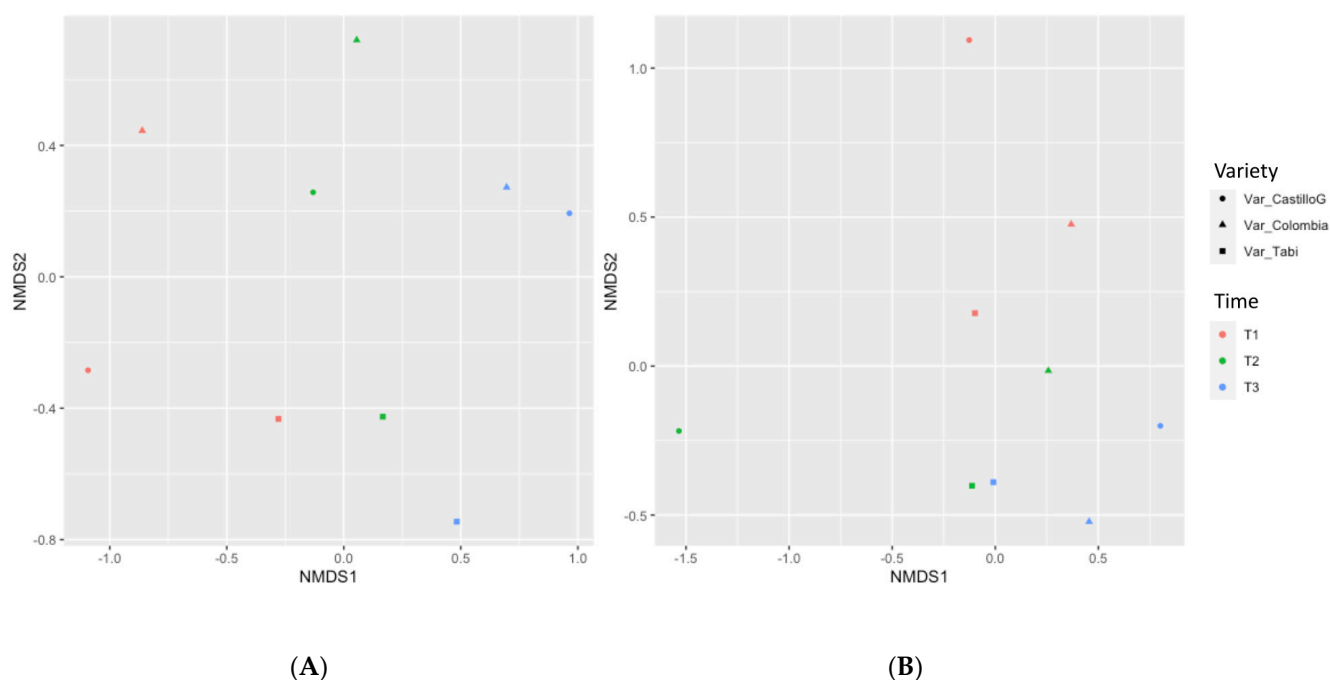 0.4
0.0
-0.4
-0.8
NMDS2
-1.0 -0.5 0.0 0.5 1.0
NMDS1
(A)
1.0
0.5
0.0
-0.5
NMDS2
-1.5 -1.0 -0.5 0.0 0.5
NMDS1
(B)
Variety
Var_CastilloG
Var_Colombia
Var_Tabi
Time
T1
T2
T3